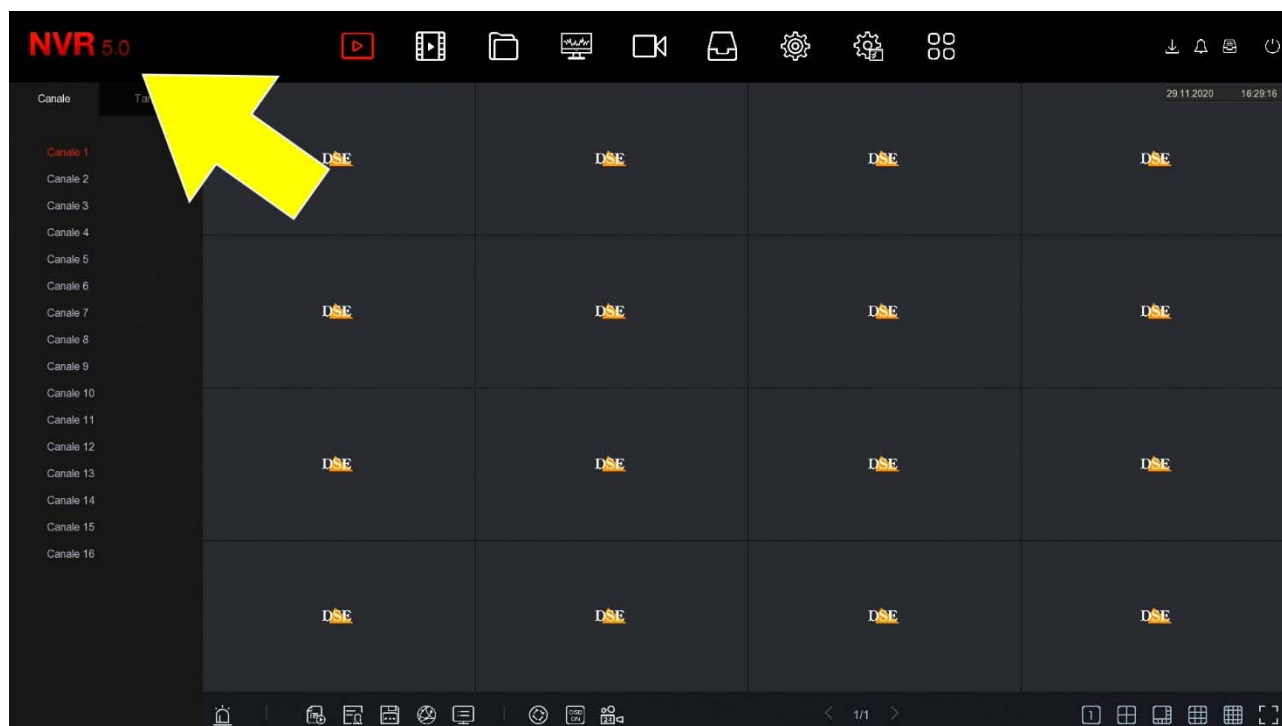 NVR 5.0
Canale
29.11.2020 16:29:16
Canale 1
Canale 2
Canale 3
Canale 4
Canale 5
Canale 6
Canale 7
Canale 8
Canale 9
Canale 10
Canale 11
Canale 12
Canale 13
Canale 14
Canale 15
Canale 16
DSE DSE DSE DSE
DSE DSE DSE DSE
DSE DSE DSE DSE
DSE DSE DSE DSE
OSD
ON
1/1
1